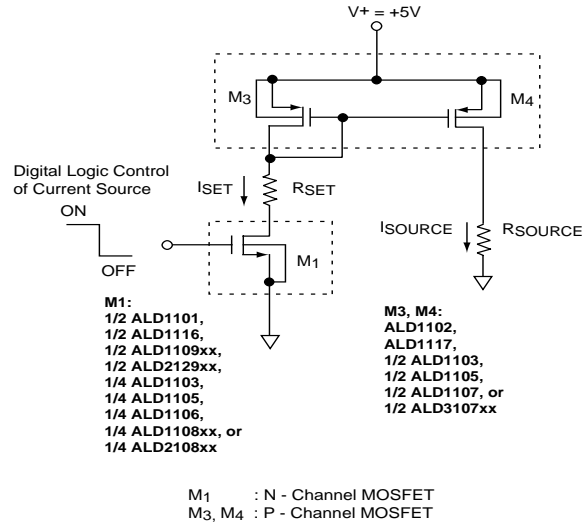 V+ = +5V
M3
M4
Digital Logic Control
of Current Source
ISET
RSET
ON
ISOURCE
RSOURCE
OFF
M1
M1:
1/2 ALD1101,
1/2 ALD1116,
1/2 ALD1109xx,
1/2 ALD2129xx,
1/4 ALD1103,
1/4 ALD1105,
1/4 ALD1106,
1/4 ALD1108xx, or
1/4 ALD2108xx
M3, M4:
ALD1102,
ALD1117,
1/2 ALD1103,
1/2 ALD1105,
1/2 ALD1107, or
1/2 ALD3107xx
M1 : N - Channel MOSFET
M3, M4 : P - Channel MOSFET